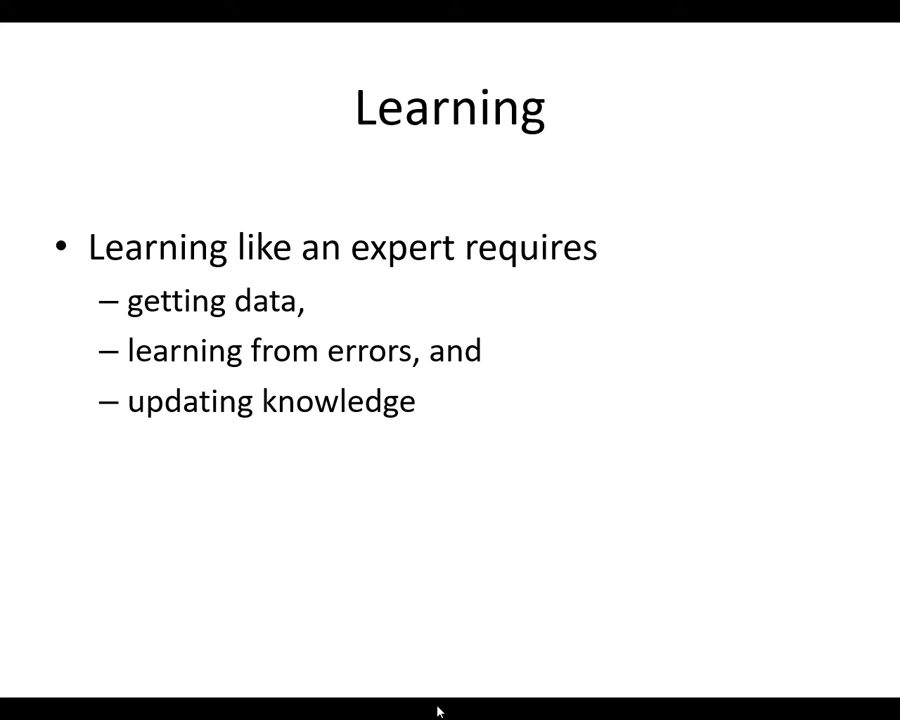 Learning
• Learning like an expert requires
– getting data,
– learning from errors, and
– updating knowledge